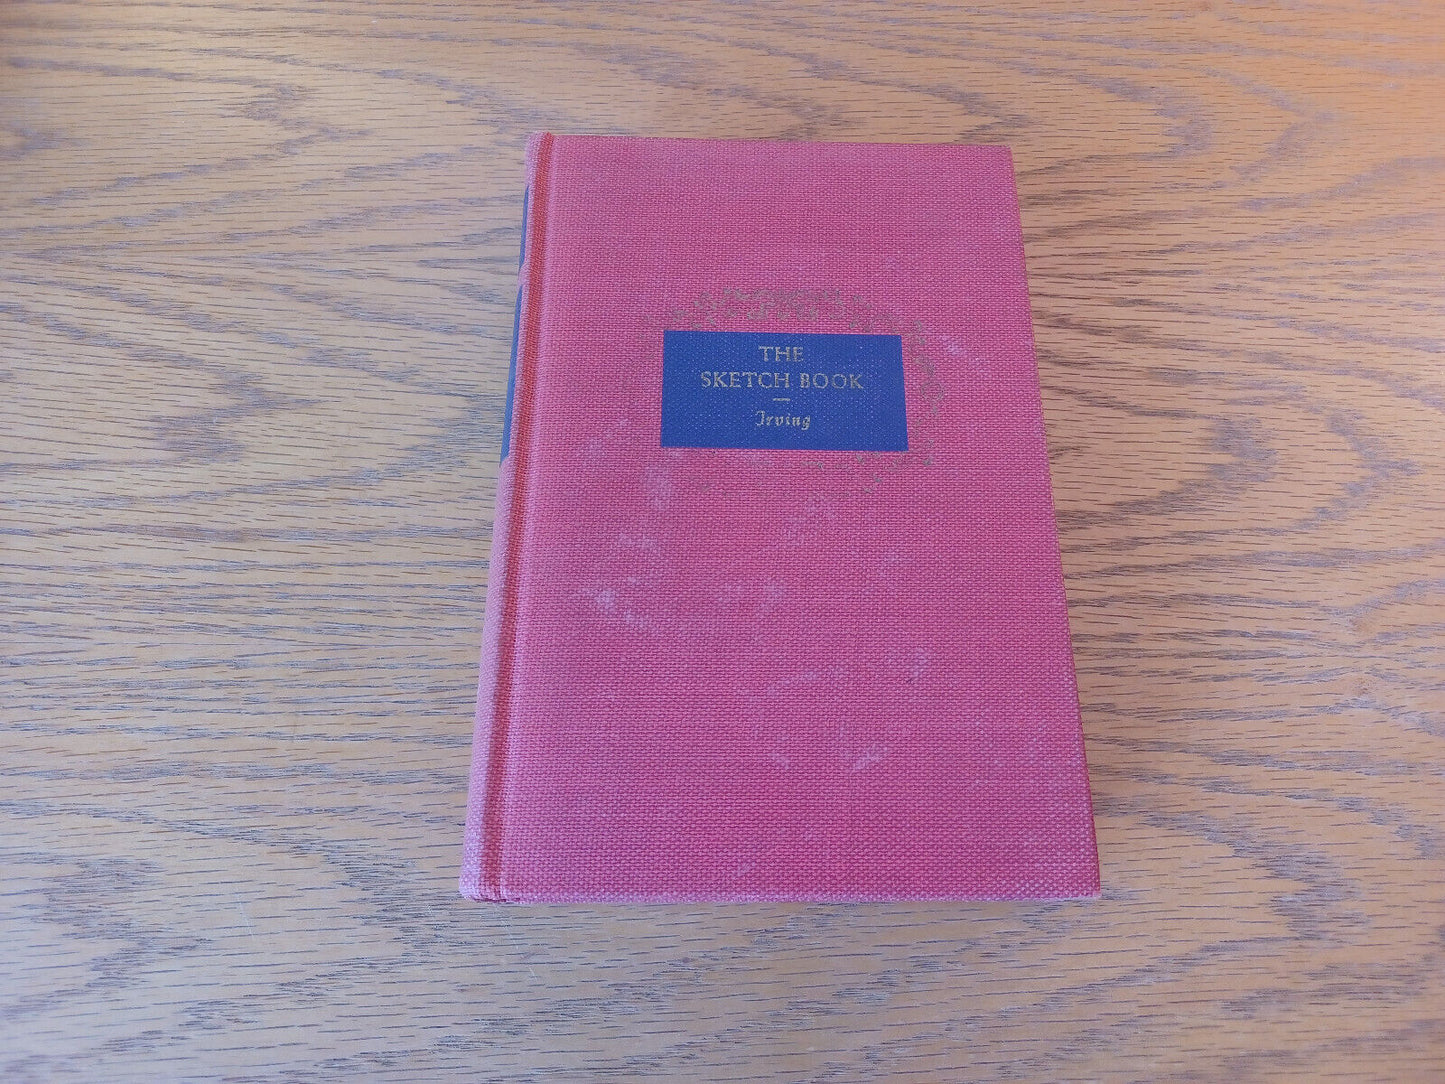 THE
SKETCH BOOK
Irving